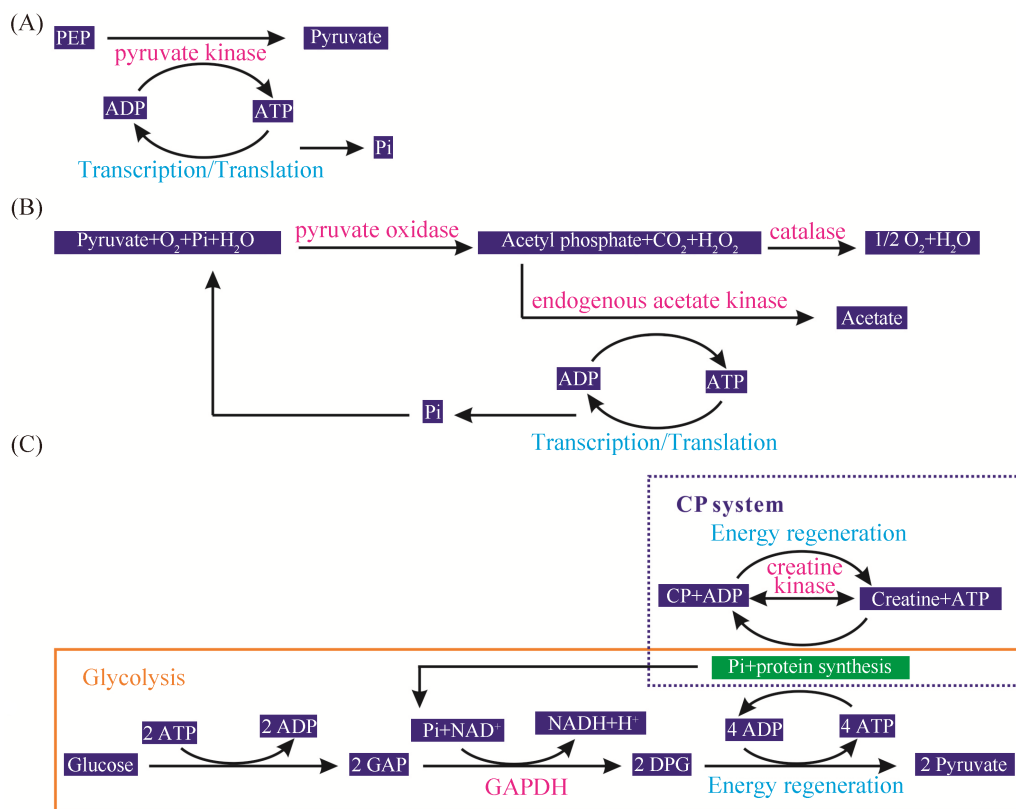 (A)
PEP
Pyruvate
pyruvate kinase
ADP
ATP
Pi
Transcription/Translation
(B)
Pyruvate+O₂+Pi+H₂O
pyruvate oxidase
Acetyl phosphate+CO₂+H₂O₂
catalase
1/2 O₂+H₂O
endogenous acetate kinase
Acetate
ADP
ATP
Pi
Transcription/Translation
(C)
CP system
Energy regeneration
creatine
kinase
CP+ADP
Creatine+ATP
Pi+protein synthesis
Glycolysis
2 ATP
2 ADP
Pi+NAD⁺
NADH+H⁺
4 ADP
4 ATP
Glucose
2 GAP
GAPDH
2 DPG
Energy regeneration
2 Pyruvate